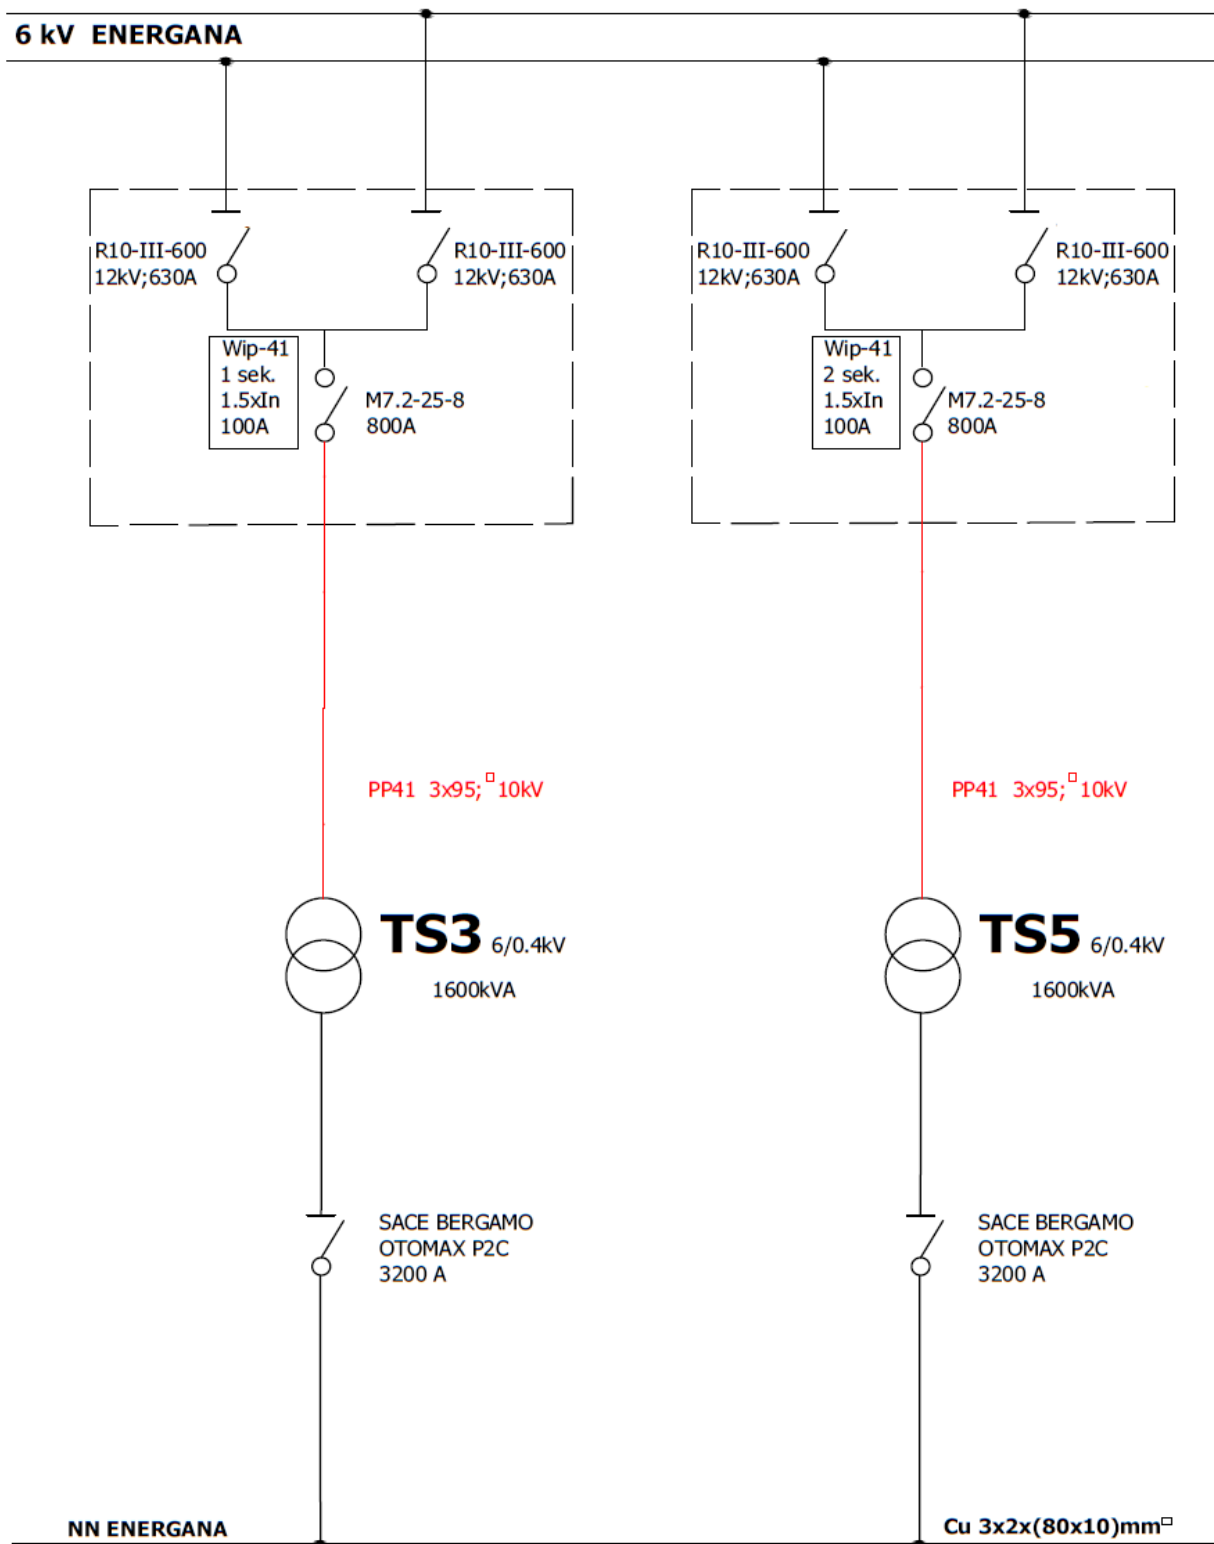 6 kV ENERGANA
R10-III-600
12kV;630A
R10-III-600
12kV;630A
Wip-41
1 sek.
1.5xIn
100A
M7.2-25-8
800A
PP41 3x95;□10kV
TS3 6/0.4kV
1600kVA
SACE BERGAMO
OTOMAX P2C
3200 A
R10-III-600
12kV;630A
R10-III-600
12kV;630A
Wip-41
2 sek.
1.5xIn
100A
M7.2-25-8
800A
PP41 3x95;□10kV
TS5 6/0.4kV
1600kVA
SACE BERGAMO
OTOMAX P2C
3200 A
NN ENERGANA
Cu 3x2x(80x10)mm□